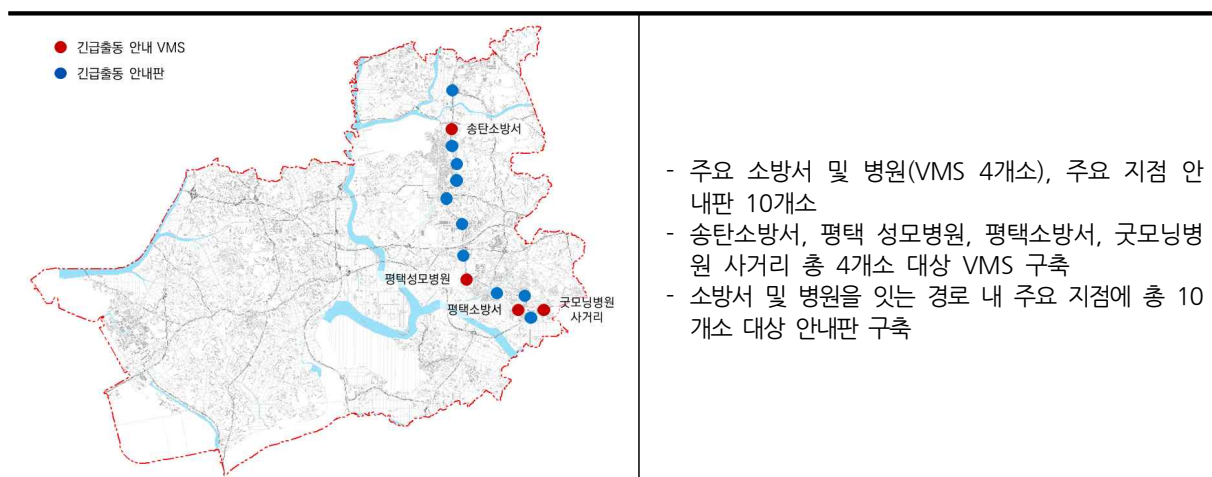 긴급출동 안내 VMS
긴급출동 안내판
송탄소방서
평택성모병원
평택소방서
굿모닝병원
사거리
- 주요 소방서 및 병원(VMS 4개소), 주요 지점 안
내판 10개소
- 송탄소방서, 평택 성모병원, 평택소방서, 굿모닝병
원 사거리 총 4개소 대상 VMS 구축
- 소방서 및 병원을 잇는 경로 내 주요 지점에 총 10
개소 대상 안내판 구축